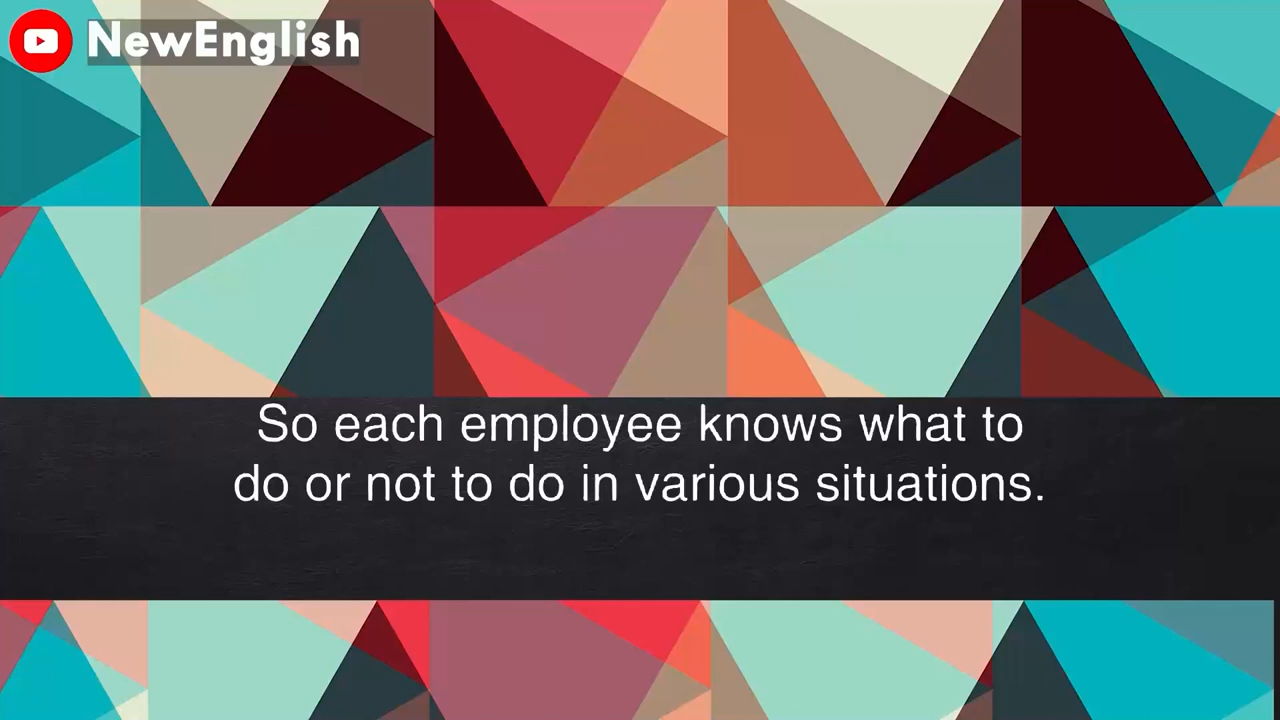 NewEnglish
So each employee knows what to
do or not to do in various situations.